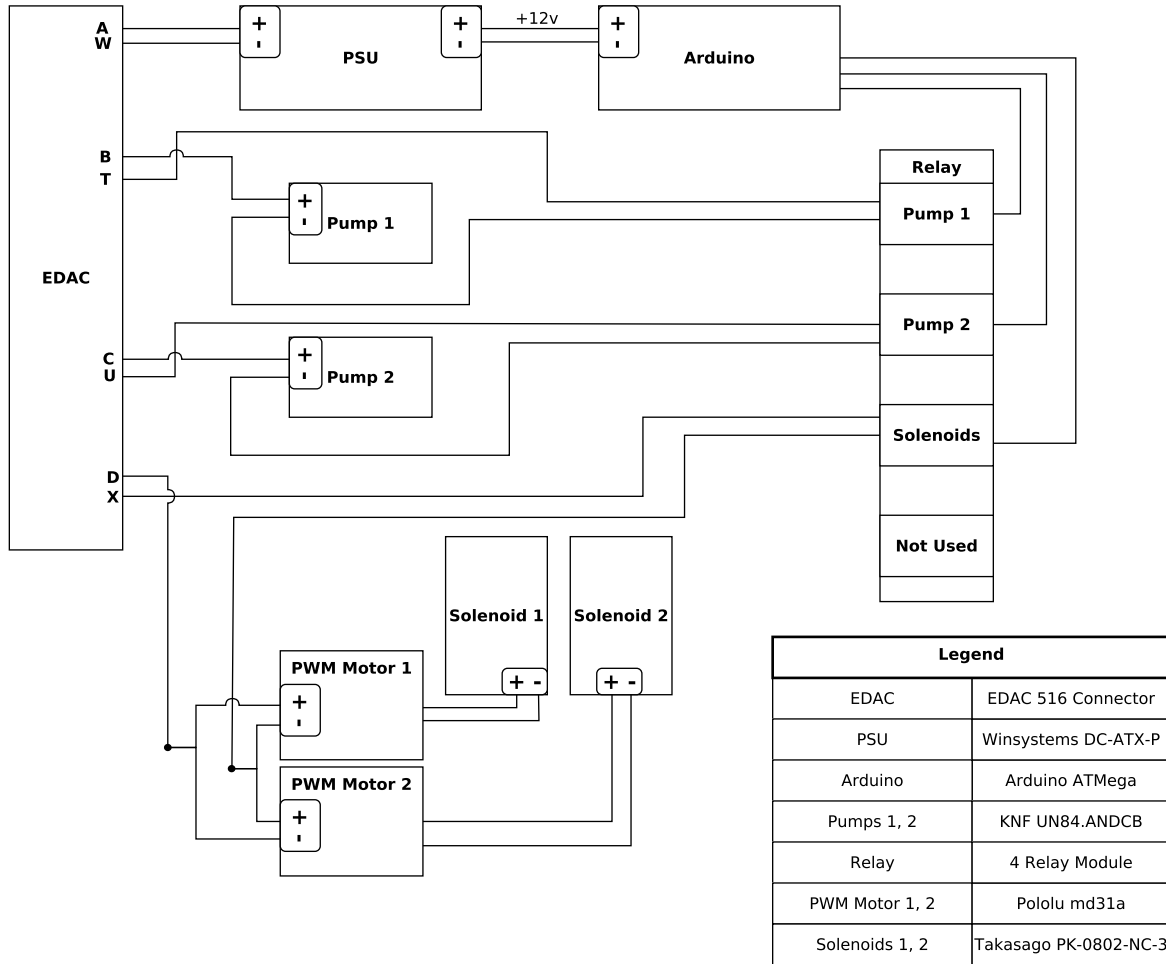 A
W
+
-
PSU
+
-
+12v
+
-
Arduino
B
T
Relay
Pump 1
+
-
Pump 1
EDAC
Pump 2
C
U
+
-
Pump 2
Solenoids
D
X
Not Used
Solenoid 1
Solenoid 2
+ -
+ -
PWM Motor 1
+
-
PWM Motor 2
+
-
Legend
EDAC EDAC 516 Connector
PSU Winsystems DC-ATX-P
Arduino Arduino ATMega
Pumps 1, 2 KNF UN84.ANDCB
Relay 4 Relay Module
PWM Motor 1, 2 Pololu md31a
Solenoids 1, 2 Takasago PK-0802-NC-3